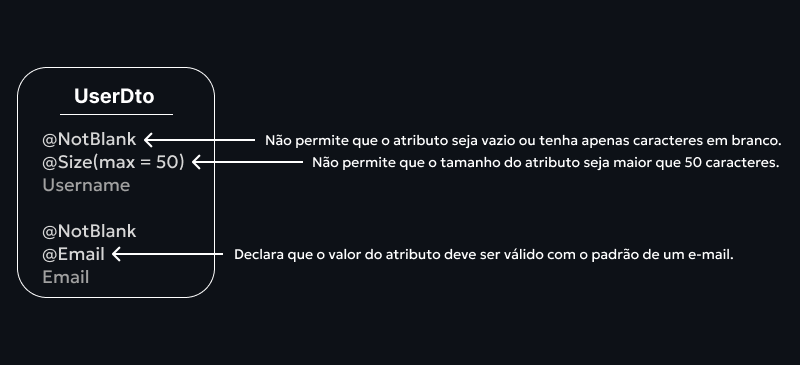 UserDto
@NotBlank
Não permite que o atributo seja vazio ou tenha apenas caracteres em branco.
@Size(max = 50)
Não permite que o tamanho do atributo seja maior que 50 caracteres.
Username
@NotBlank
@Email
Declara que o valor do atributo deve ser válido com o padrão de um e-mail.
Email